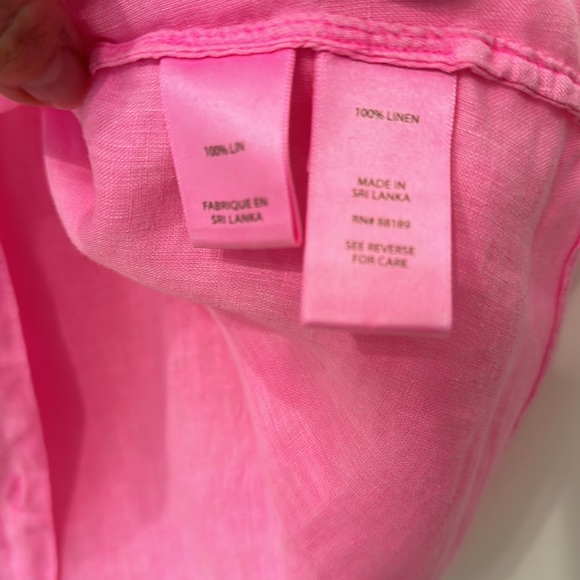 100% LIN
FABRIQUE EN
SRI LANKA
100% LINEN
MADE IN
SRI LANKA
RN# 88189
SEE REVERSE
FOR CARE